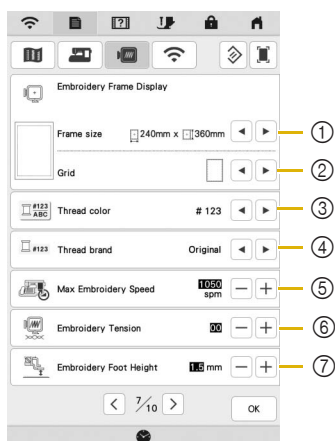 Embroidery Frame Display
Frame size 240mm x 360mm ①
Grid ②
#123 ABC Thread color # 123 ③
#123 Thread brand Original ④
Max Embroidery Speed 1050 spm ⑤
Embroidery Tension 00 ⑥
Embroidery Foot Height 1.5 mm ⑦
7/10 OK